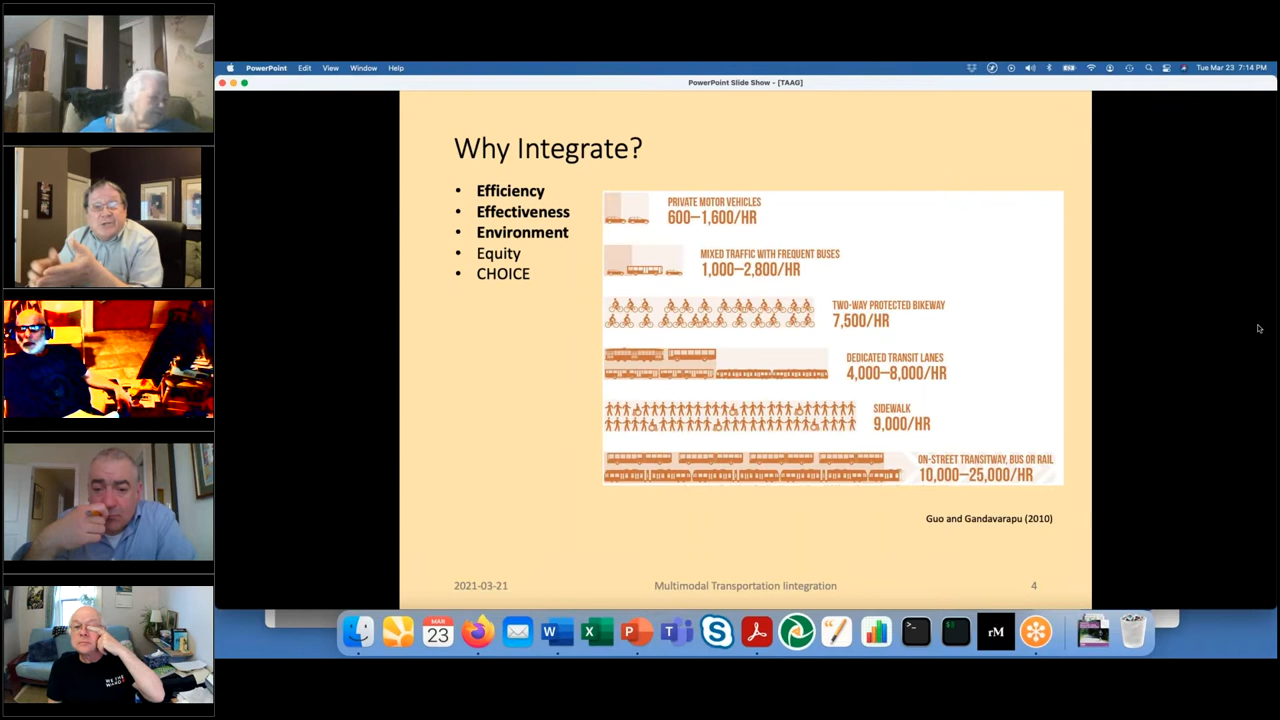 PowerPoint Edit View Window Help
Tue Mar 23 7:14 PM
PowerPoint Slide Show - [TAAG]
Why Integrate?
• Efficiency
• Effectiveness
• Environment
• Equity
• CHOICE
PRIVATE MOTOR VEHICLES
600–1,600/HR
MIXED TRAFFIC WITH FREQUENT BUSES
1,000–2,800/HR
TWO-WAY PROTECTED BIKEWAY
7,500/HR
DEDICATED TRANSIT LANES
4,000–8,000/HR
SIDEWALK
9,000/HR
ON-STREET TRANSITWAY, BUS OR RAIL
10,000–25,000/HR
Guo and Gandavarapu (2010)
2021-03-21 Multimodal Transportation Iintegration 4
MAR
23
W
X
P
T
S
>_
$
rM
WE THE
WARD